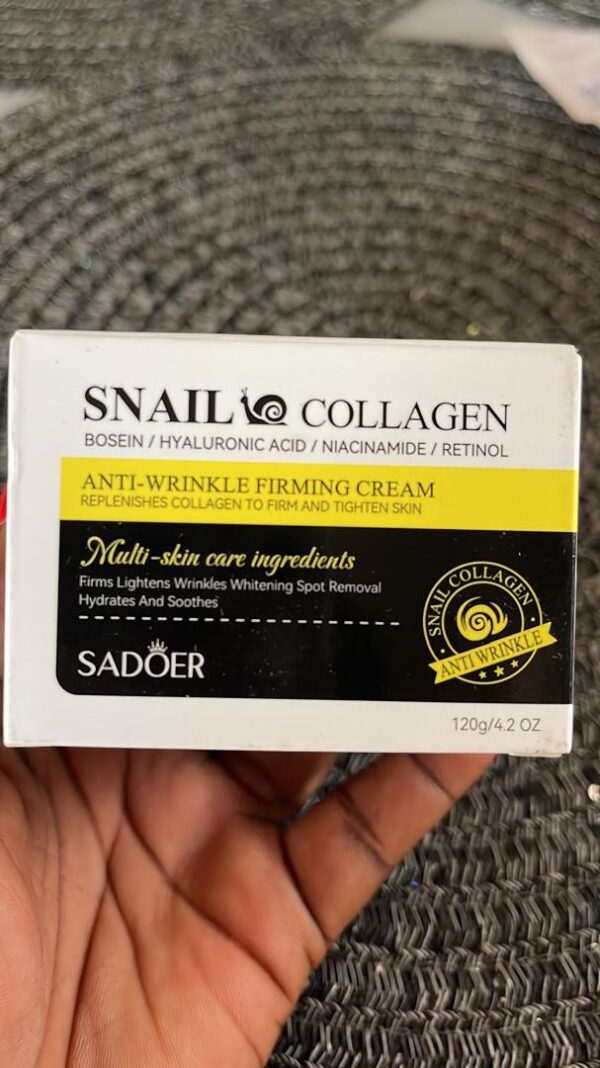 SNAIL COLLAGEN
BOSEIN / HYALURONIC ACID / NIACINAMIDE / RETINOL
ANTI-WRINKLE FIRMING CREAM
REPLENISHES COLLAGEN TO FIRM AND TIGHTEN SKIN
Multi-skin care ingredients
Firms Lightens Wrinkles Whitening Spot Removal
Hydrates And Soothes
SNAIL COLLAGEN
ANTI WRINKLE
SADOER
120g/4.2 OZ